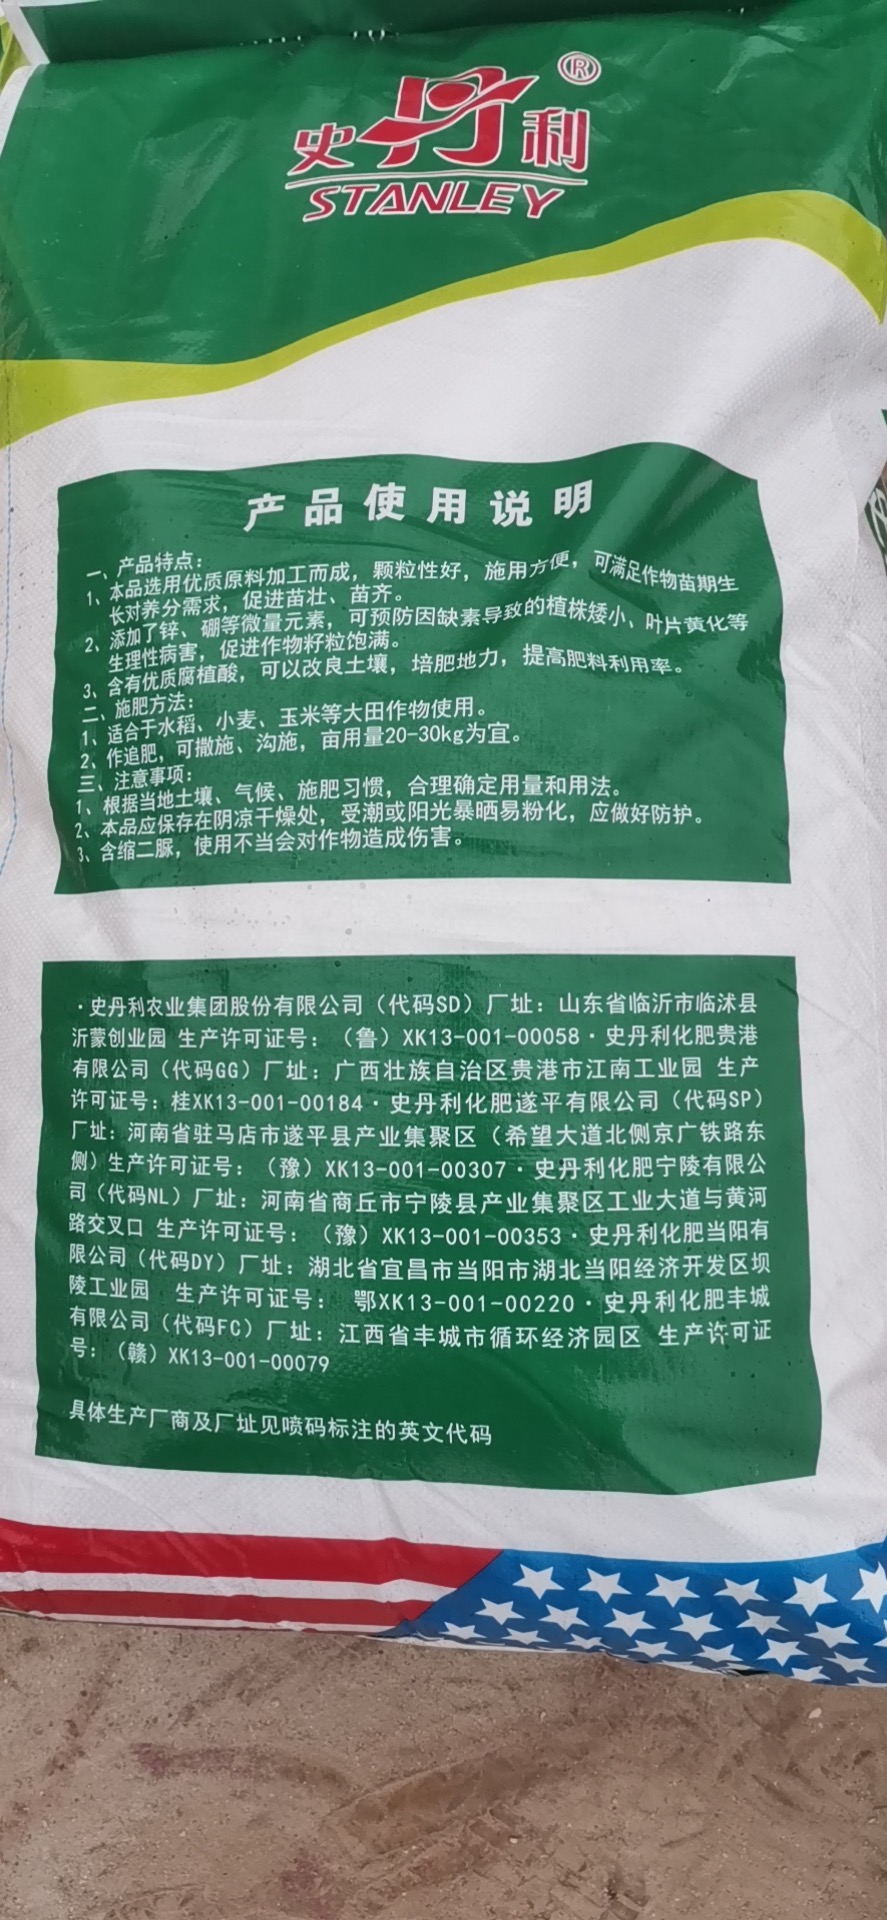 史丹利®
STANLEY
产品使用说明
一、产品特点：
1、本品选用优质原料加工而成，颗粒性好，施用方便，可满足作物苗期生
长对养分需求，促进苗壮、苗齐。
2、添加了锌、硼等微量元素，可预防因缺素导致的植株矮小、叶片黄化等
生理性病害，促进作物籽粒饱满。
3、含有优质腐植酸，可以改良土壤，培肥地力，提高肥料利用率。
二、施肥方法：
1、适合于水稻、小麦、玉米等大田作物使用。
2、作追肥，可撒施、沟施，亩用量20-30kg为宜。
三、注意事项：
1、根据当地土壤、气候、施肥习惯，合理确定用量和用法。
2、本品应保存在阴凉干燥处，受潮或阳光暴晒易粉化，应做好防护。
3、含缩二脲，使用不当会对作物造成伤害。
·史丹利农业集团股份有限公司（代码SD）厂址：山东省临沂市临沭县
沂蒙创业园 生产许可证号：（鲁）XK13-001-00058·史丹利化肥贵港
有限公司（代码GG）厂址：广西壮族自治区贵港市江南工业园 生产
许可证号：桂XK13-001-00184·史丹利化肥遂平有限公司（代码SP）
厂址：河南省驻马店市遂平县产业集聚区（希望大道北侧京广铁路东
侧）生产许可证号：（豫）XK13-001-00307·史丹利化肥宁陵有限公
司（代码NL）厂址：河南省商丘市宁陵县产业集聚区工业大道与黄河
路交叉口 生产许可证号：（豫）XK13-001-00353·史丹利化肥当阳有
限公司（代码DY）厂址：湖北省宜昌市当阳市湖北当阳经济开发区坝
陵工业园 生产许可证号： 鄂XK13-001-00220·史丹利化肥丰城
有限公司（代码FC）厂址：江西省丰城市循环经济园区 生产许可证
号：（赣）XK13-001-00079
具体生产厂商及厂址见喷码标注的英文代码